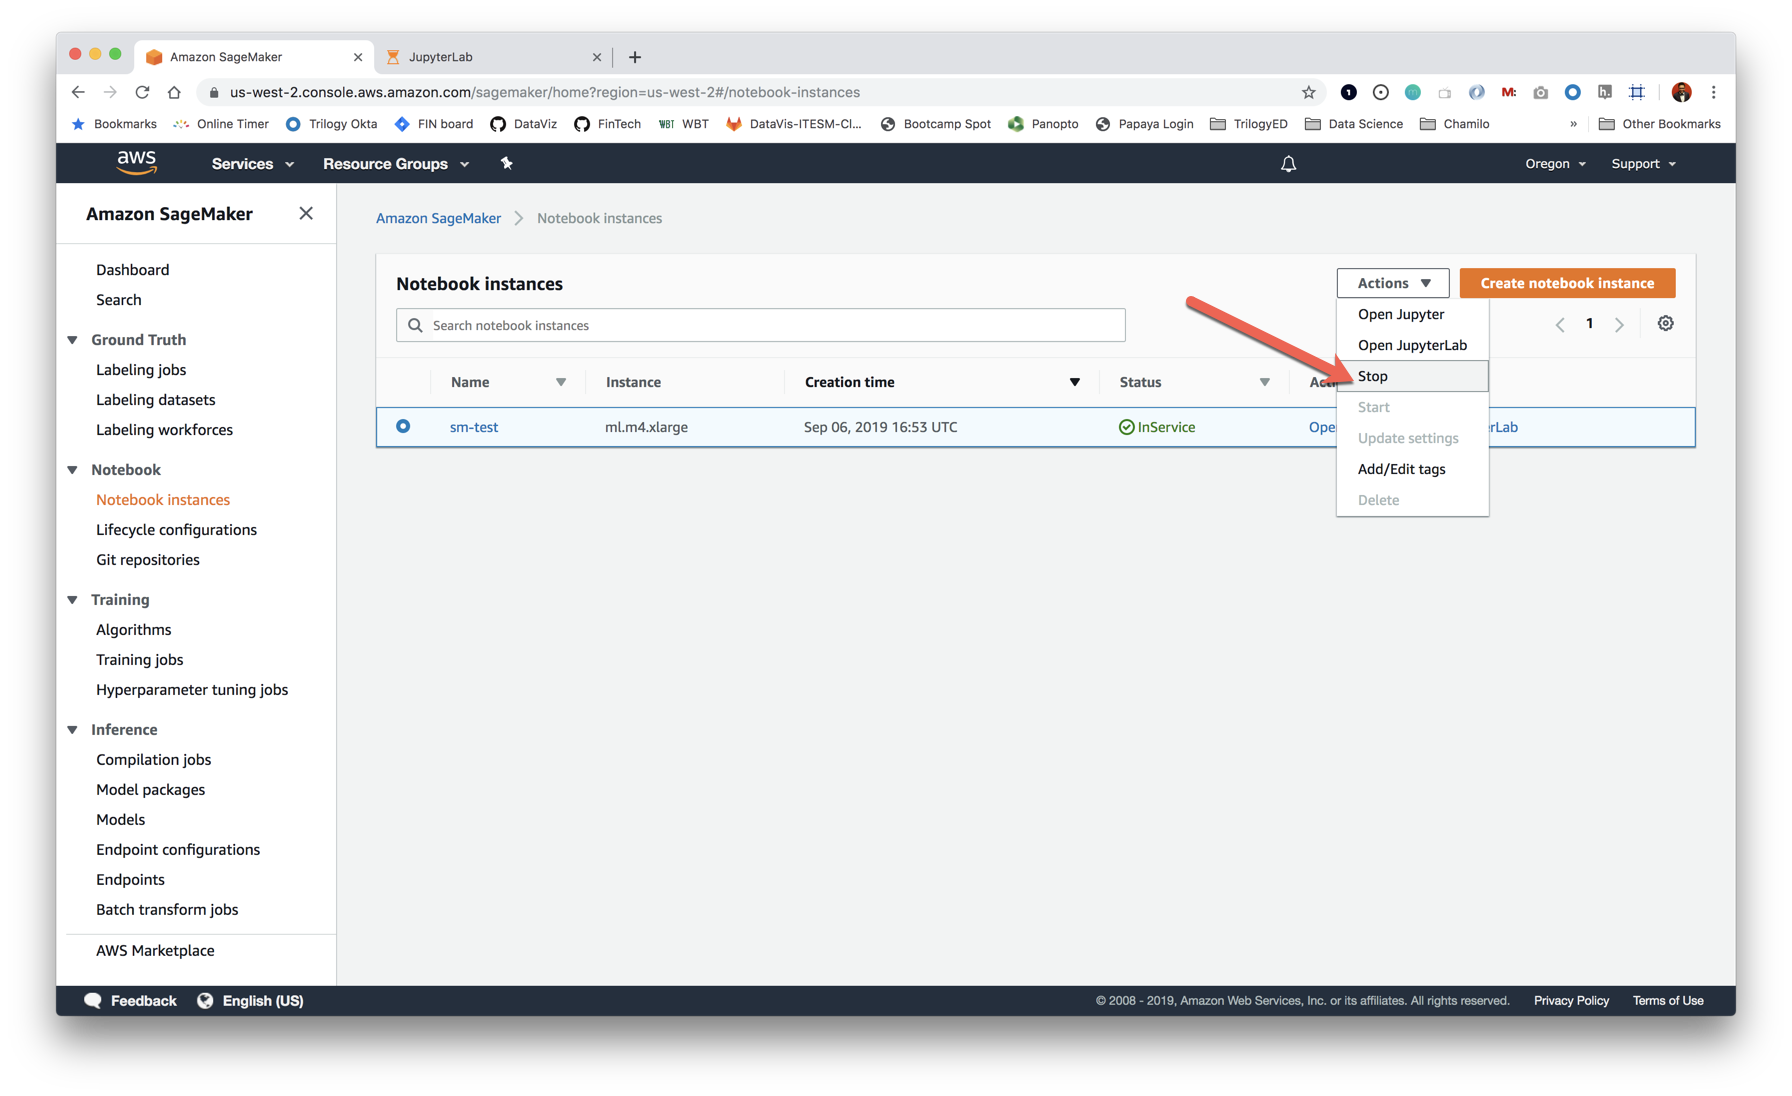 Amazon SageMaker
JupyterLab
us-west-2.console.aws.amazon.com/sagemaker/home?region=us-west-2#/notebook-instances
Bookmarks Online Timer Trilogy Okta FIN board DataViz FinTech WBT WBT DataVis-ITESM-Cl... Bootcamp Spot Panopto Papaya Login TrilogyED Data Science Chamilo » Other Bookmarks
aws Services Resource Groups Oregon Support
Amazon SageMaker
Dashboard
Search
Ground Truth
Labeling jobs
Labeling datasets
Labeling workforces
Notebook
Notebook instances
Lifecycle configurations
Git repositories
Training
Algorithms
Training jobs
Hyperparameter tuning jobs
Inference
Compilation jobs
Model packages
Models
Endpoint configurations
Endpoints
Batch transform jobs
AWS Marketplace
Amazon SageMaker > Notebook instances
Notebook instances
Actions
Create notebook instance
Search notebook instances
1
Open Jupyter
Open JupyterLab
Stop
Start
Update settings
Add/Edit tags
Delete
Name Instance Creation time Status
sm-test ml.m4.xlarge Sep 06, 2019 16:53 UTC InService
Feedback English (US)
© 2008 - 2019, Amazon Web Services, Inc. or its affiliates. All rights reserved. Privacy Policy Terms of Use